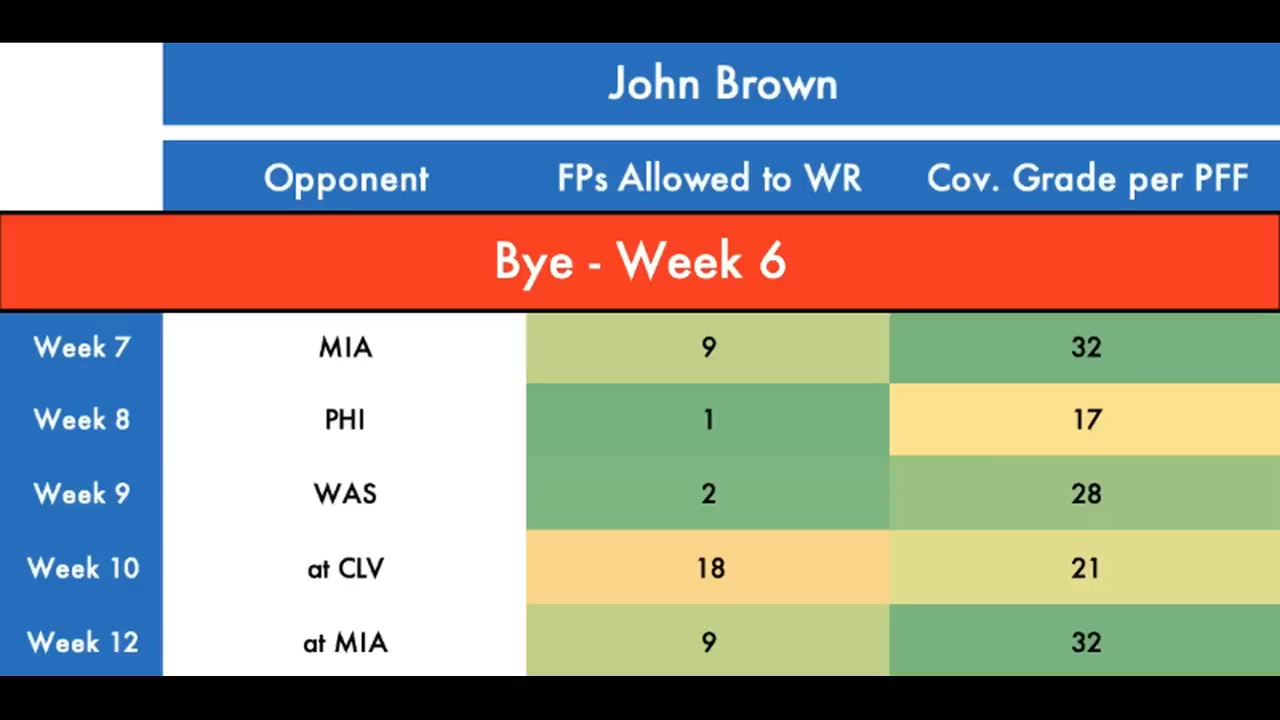 John Brown
Opponent FPs Allowed to WR Cov. Grade per PFF
Bye - Week 6
Week 7 MIA 9 32
Week 8 PHI 1 17
Week 9 WAS 2 28
Week 10 at CLV 18 21
Week 12 at MIA 9 32